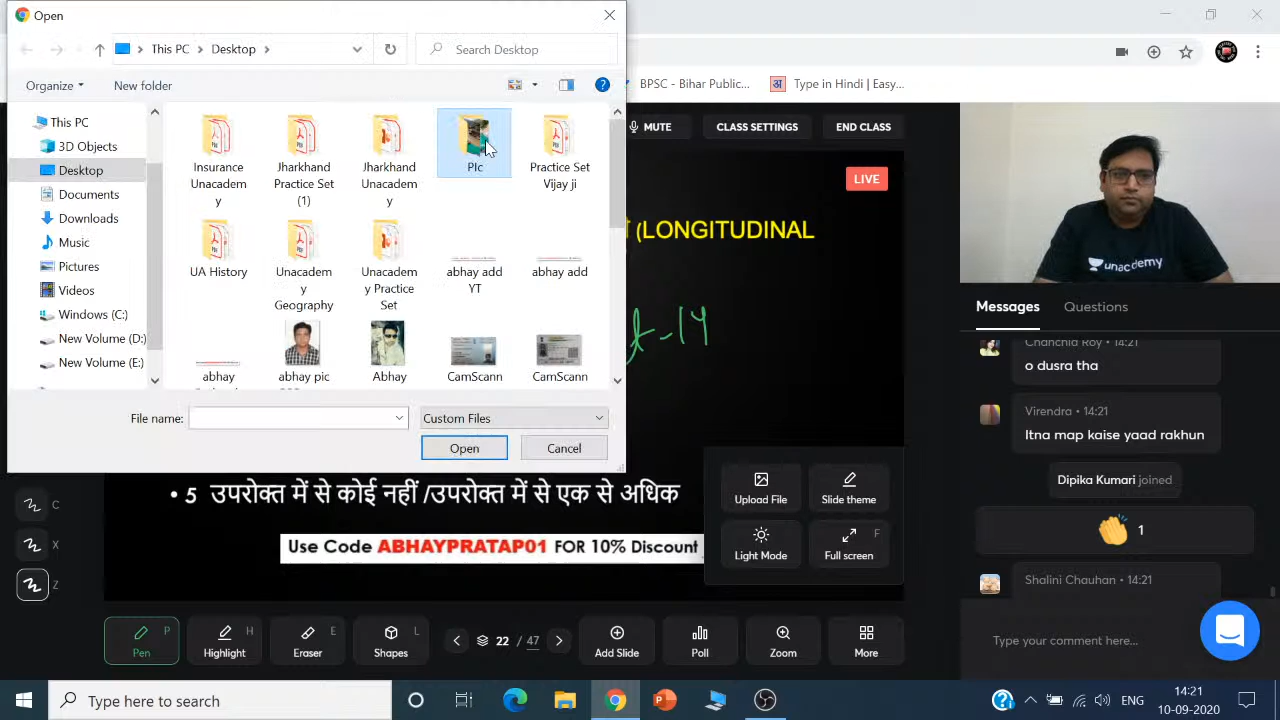 Open
This PC
Desktop
Search Desktop
Organize
New folder
This PC
3D Objects
Desktop
Documents
Downloads
Music
Pictures
Videos
Windows (C:)
New Volume (D:)
New Volume (E:)
Insurance
Unacadem
y
Jharkhand
Practice Set
(1)
Jharkhand
Unacadem
y
PIc
Practice Set
Vijay ji
UA History
Unacadem
y
Geography
Unacadem
y Practice
Set
abhay add
YT
abhay add
abhay
abhay pic
Abhay
CamScann
CamScann
File name:
Custom Files
Open
Cancel
BPSC - Bihar Public...
अ Type in Hindi | Easy...
MUTE
CLASS SETTINGS
END CLASS
LIVE
(LONGITUDINAL
-14
• 5 उपरोक्त में से कोई नहीं /उपरोक्त में से एक से अधिक
Use Code ABHAYPRATAP01 FOR 10% Discount
Upload File
Slide theme
Light Mode
Full screen
F
C
X
Z
Pen
P
Highlight
H
Eraser
E
Shapes
L
22 / 47
Add Slide
Poll
Zoom
More
unacademy
Messages
Questions
Chanchla Roy • 14:21
o dusra tha
Virendra • 14:21
Itna map kaise yaad rakhun
Dipika Kumari joined
1
Shalini Chauhan • 14:21
Type your comment here...
Type here to search
ENG
14:21
10-09-2020